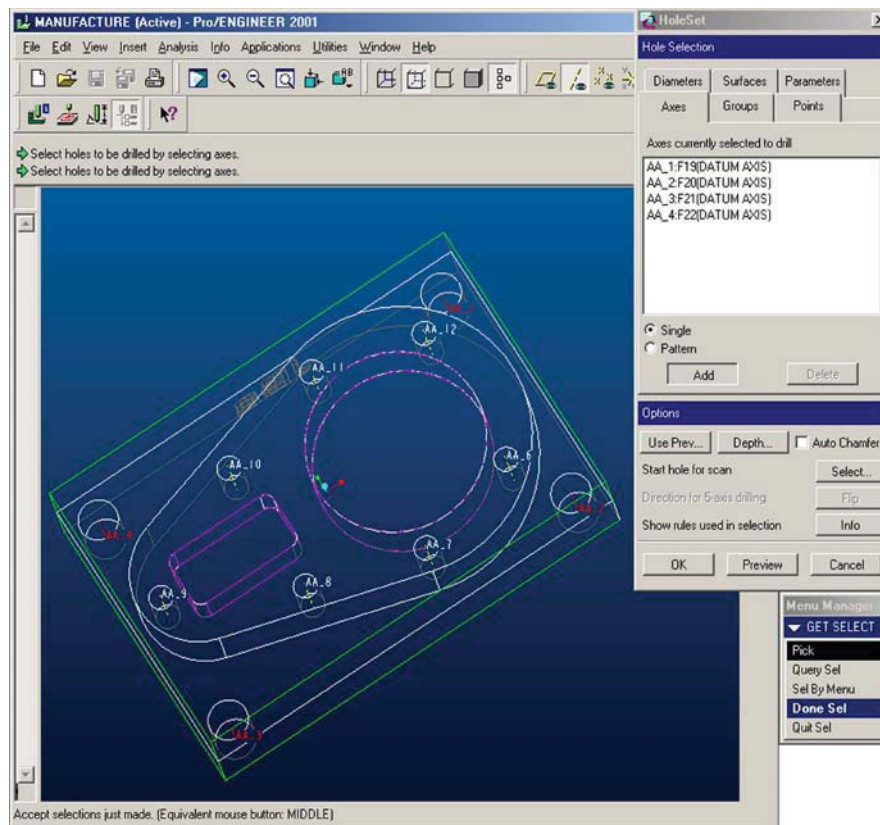 MANUFACTURE (Active) - Pro/ENGINEER 2001
File Edit View Insert Analysis Info Applications Utilities Window Help
Select holes to be drilled by selecting axes.
Select holes to be drilled by selecting axes.
AA_12
AA_11
AA_10
AA_6
AA_4
AA_7
AA_8
AA_9
AA_3
Accept selections just made. (Equivalent mouse button: MIDDLE)
HoleSet
Hole Selection
Diameters Surfaces Parameters
Axes Groups Points
Axes currently selected to drill
AA_1:F19(DATUM AXIS)
AA_2:F20(DATUM AXIS)
AA_3:F21(DATUM AXIS)
AA_4:F22(DATUM AXIS)
Single
Pattern
Add Delete
Options
Use Prev... Depth... Auto Chamfer
Start hole for scan Select...
Direction for 5-axis drilling Flip
Show rules used in selection Info
OK Preview Cancel
Menu Manager
GET SELECT
Pick
Query Sel
Sel By Menu
Done Sel
Quit Sel